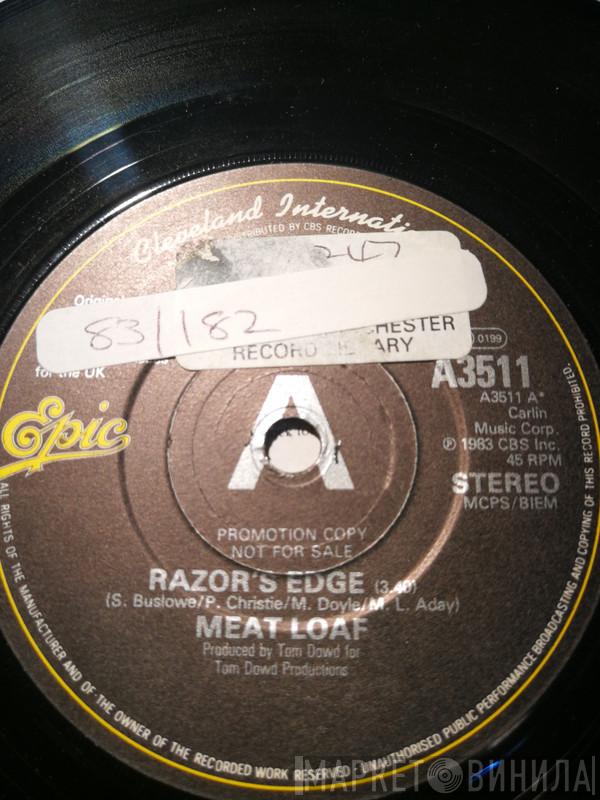 Cleveland Internati
TRIBUTED BY CBS RECOR
247
83/182
CHESTER
RECORD ARY
for the UK
0199
A3511
A3511 A*
Carlin
Music Corp.
℗ 1983 CBS Inc.
45 RPM
STEREO
MCPS/BIEM
Epic
A
PROMOTION COPY
NOT FOR SALE
RAZOR'S EDGE (3.40)
(S. Buslowe/P. Christie/M. Doyle/M. L. Aday)
MEAT LOAF
Produced by Tom Dowd for
Tom Dowd Productions
ALL RIGHTS OF THE MANUFACTURER AND OF THE OWNER OF THE RECORDED WORK RESERVED - UNAUTHORISED PUBLIC PERFORMANCE BROADCASTING AND COPYING OF THIS RECORD PROHIBITED.
МАРКЕТ ВИНИЛА